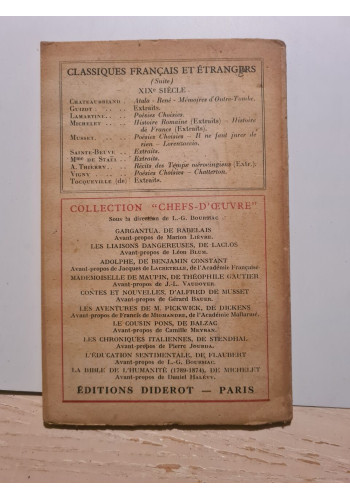 CLASSIQUES FRANÇAIS ET ÉTRANGERS
(Suite)
XIXe SIÈCLE
CHATEAUBRIAND . Atala - René - Mémoires d'Outre-Tombe.
GUIZOT . . . . Extraits.
LAMARTINE. . . Poésies Choisies.
MICHELET . . . Histoire Romaine (Extraits) — Histoire
de France (Extraits).
MUSSET. . . . Poésies Choisies — Il ne faut jurer de
rien - Lorenzaccio.
SAINTE-BEUVE . . Extraits.
Mme DE STAËL . . Extraits.
A. THIERRY . . . Récits des Temps mérovingiens (Extr.).
VIGNY . . . . Poésies Choisies — Chatterton.
TOCQUEVILLE (de) Extraits.
COLLECTION "CHEFS-D'ŒUVRE"
Sous la direction de L.-G.
GARGANTUA, DE RABELAIS
Avant-propos de Marcel
LES LIAISONS DANGEREUSES, DE LACLOS
Avant-propos de Léon BLUM.
ADOLPHE, DE BENJAMIN CONSTANT
Avant-propos de Jacques de LACRETELLE, de l'Académie Française
MADEMOISELLE DE MAUPIN, DE THÉOPHILE GAUTIER
Avant-propos de J.-L. VAUDOYER.
CONTES ET NOUVELLES, D'ALFRED DE MUSSET
Avant-propos de Gérard BAUER.
LES AVENTURES DE M. PICKWICK, DE DICKENS
Avant-propos de Francis de MIOMANDRE, de l'Académie Mallarmé.
LE COUSIN PONS, DE BALZAC
Avant-propos de Camille
LES CHRONIQUES ITALIENNES, DE STENDHAL
Avant-propos de Pierre JOURDA.
L'ÉDUCATION SENTIMENTALE, DE FLAUBERT
Avant-propos de L.-G.
LA BIBLE DE L'HUMANITÉ (1789-1874), DE MICHELET
Avant-propos de Daniel HALÉVY.
ÉDITIONS DIDEROT — PARIS